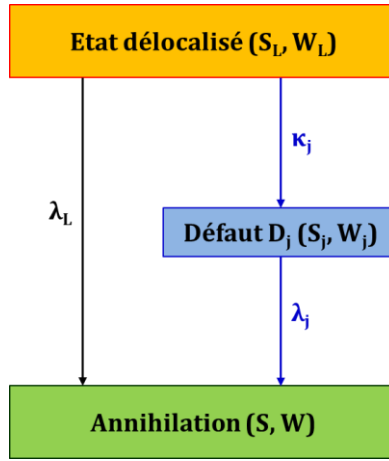 Etat délocalisé (S_L, W_L)
κ_j
λ_L
Défaut D_j (S_j, W_j)
λ_j
Annihilation (S, W)